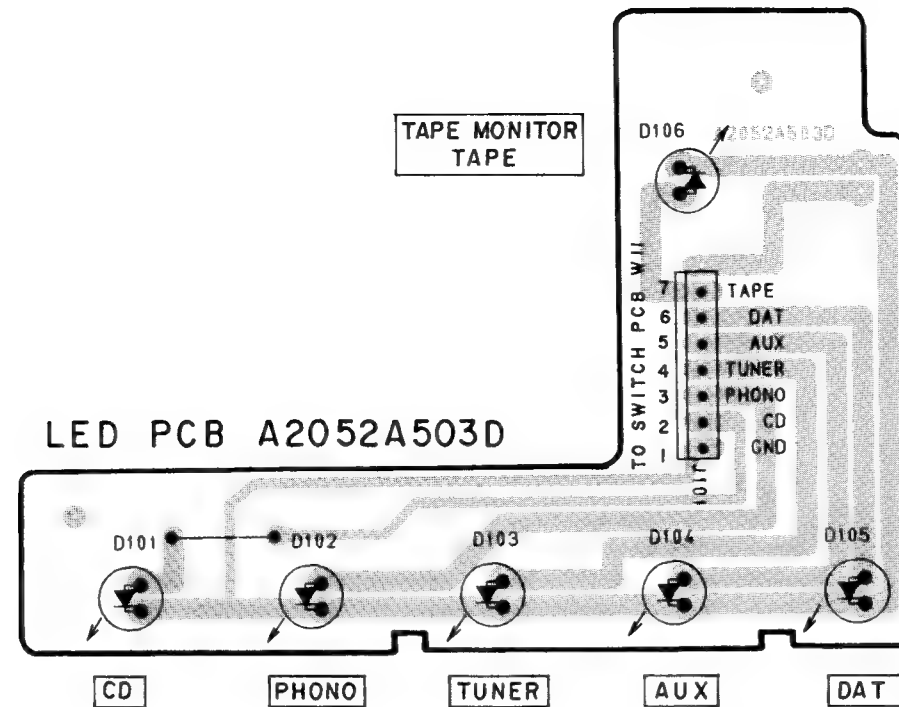 TAPE MONITOR
TAPE
D106
A2052A503D
TO SWITCH PCB W11
7 TAPE
6 DAT
5 AUX
4 TUNER
3 PHONO
2 CD
1 GND
J101
LED PCB A2052A503D
D101
D102
D103
D104
D105
CD
PHONO
TUNER
AUX
DAT